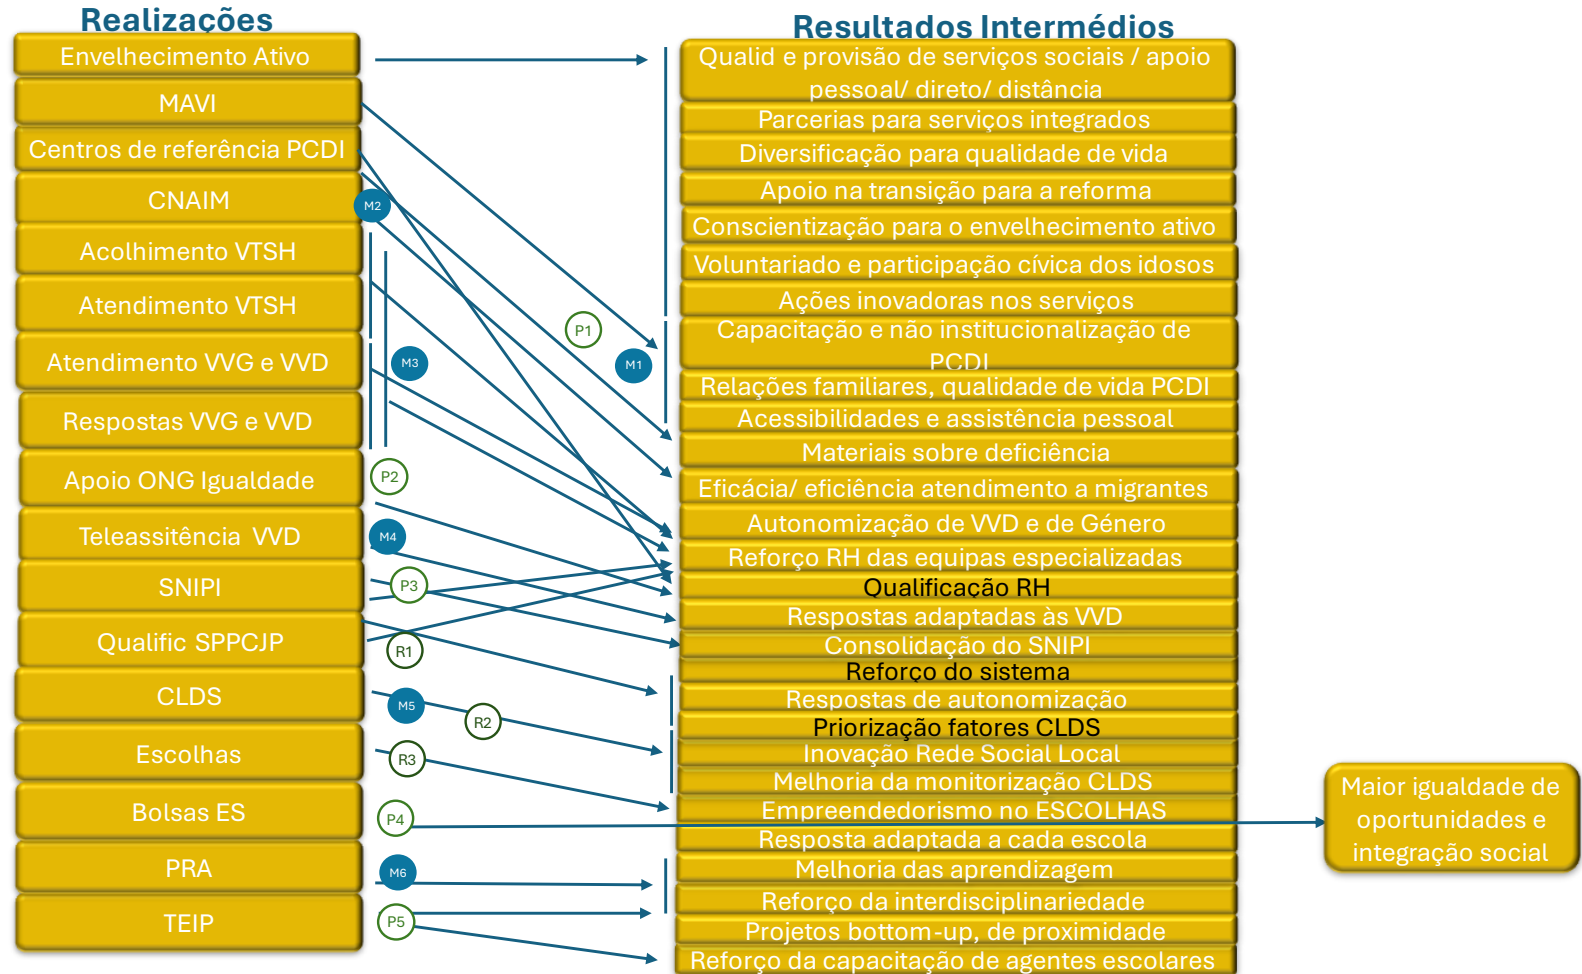 Realizações
Envelhecimento Ativo
MAVI
Centros de referência PCDI
CNAIM
Acolhimento VTSH
Atendimento VTSH
Atendimento VVG e VVD
Respostas VVG e VVD
Apoio ONG Igualdade
Teleassitência VVD
SNIPI
Qualific SPPCJP
CLDS
Escolhas
Bolsas ES
PRA
TEIP
M2
M3
P2
M4
P3
R1
M5
R2
R3
P4
M6
P5
P1
M1
Resultados Intermédios
Qualid e provisão de serviços sociais / apoio
pessoal/ direto/ distância
Parcerias para serviços integrados
Diversificação para qualidade de vida
Apoio na transição para a reforma
Conscientização para o envelhecimento ativo
Voluntariado e participação cívica dos idosos
Ações inovadoras nos serviços
Capacitação e não institucionalização de
PCDI
Relações familiares, qualidade de vida PCDI
Acessibilidades e assistência pessoal
Materiais sobre deficiência
Eficácia/ eficiência atendimento a migrantes
Autonomização de VVD e de Género
Reforço RH das equipas especializadas
Qualificação RH
Respostas adaptadas às VVD
Consolidação do SNIPI
Reforço do sistema
Respostas de autonomização
Priorização fatores CLDS
Inovação Rede Social Local
Melhoria da monitorização CLDS
Empreendedorismo no ESCOLHAS
Resposta adaptada a cada escola
Melhoria das aprendizagem
Reforço da interdisciplinariedade
Projetos bottom-up, de proximidade
Reforço da capacitação de agentes escolares
Maior igualdade de
oportunidades e
integração social